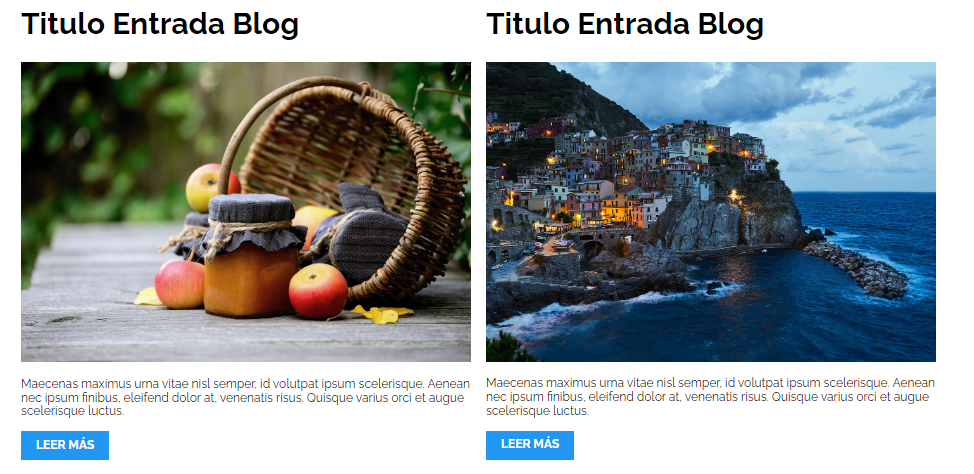 Titulo Entrada Blog
Maecenas maximus urna vitae nisl semper, id volutpat ipsum scelerisque. Aenean
nec ipsum finibus, eleifend dolor at, venenatis risus. Quisque varius orci et augue
scelerisque luctus.
LEER MÁS
Titulo Entrada Blog
Maecenas maximus urna vitae nisl semper, id volutpat ipsum scelerisque. Aenean
nec ipsum finibus, eleifend dolor at, venenatis risus. Quisque varius orci et augue
scelerisque luctus.
LEER MÁS